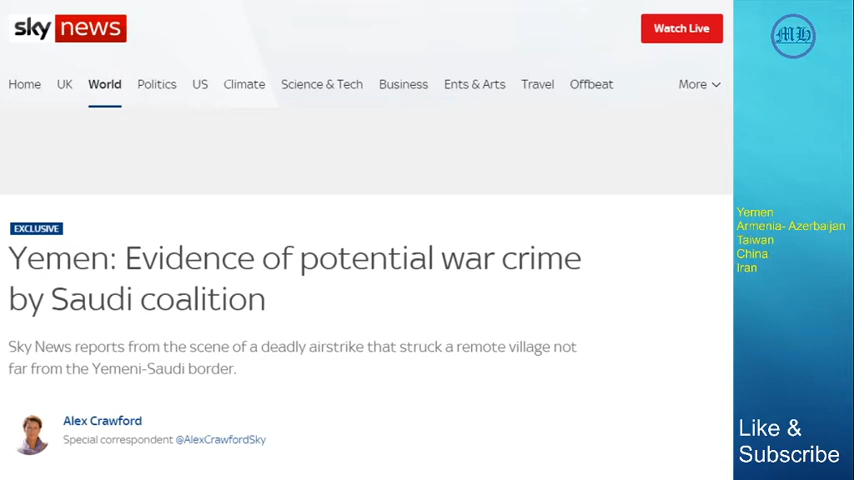 sky news
Watch Live
Home UK World Politics US Climate Science & Tech Business Ents & Arts Travel Offbeat More
EXCLUSIVE
Yemen: Evidence of potential war crime
by Saudi coalition
Sky News reports from the scene of a deadly airstrike that struck a remote village not
far from the Yemeni-Saudi border.
Alex Crawford
Special correspondent @AlexCrawfordSky
MH
Yemen
Armenia- Azerbaijan
Taiwan
China
Iran
Like &
Subscribe